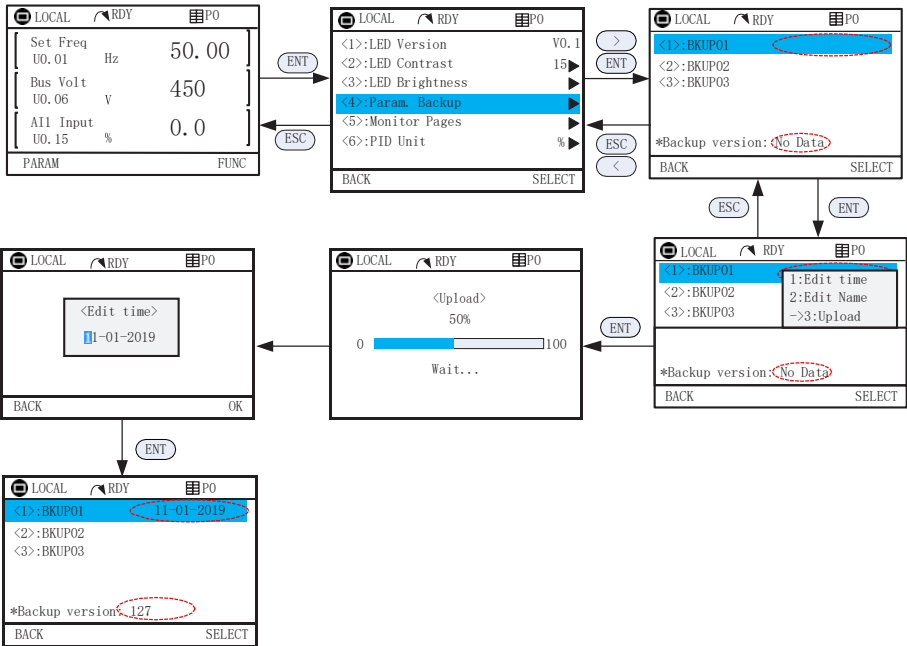 LOCAL RDY P0
Set Freq
U0.01 Hz 50.00
Bus Volt
U0.06 V 450
AI1 Input
U0.15 % 0.0
PARAM FUNC
ENT
ESC
LOCAL RDY P0
<1>:LED Version V0.1
<2>:LED Contrast 15
<3>:LED Brightness
<4>:Param. Backup
<5>:Monitor Pages
<6>:PID Unit %
BACK SELECT
>
ENT
ESC
<
LOCAL RDY P0
<1>:BKUP01
<2>:BKUP02
<3>:BKUP03
*Backup version: No Data
BACK SELECT
ESC
ENT
LOCAL RDY P0
<1>:BKUP01
<2>:BKUP02
<3>:BKUP03
1:Edit time
2:Edit Name
->3:Upload
*Backup version: No Data
BACK SELECT
ENT
LOCAL RDY P0
<Upload>
50%
0 100
Wait...
LOCAL RDY P0
<Edit time>
11-01-2019
BACK OK
ENT
LOCAL RDY P0
<1>:BKUP01 11-01-2019
<2>:BKUP02
<3>:BKUP03
*Backup version: 127
BACK SELECT